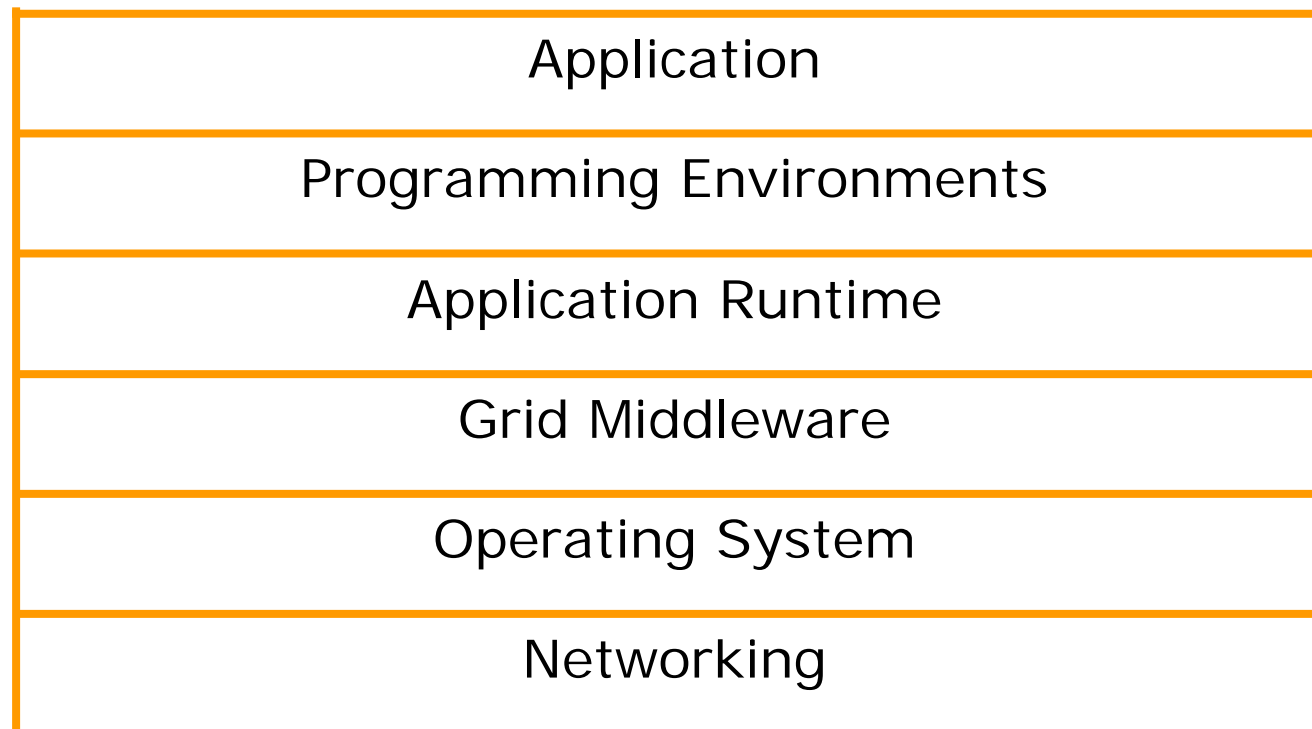 Application
Programming Environments
Application Runtime
Grid Middleware
Operating System
Networking